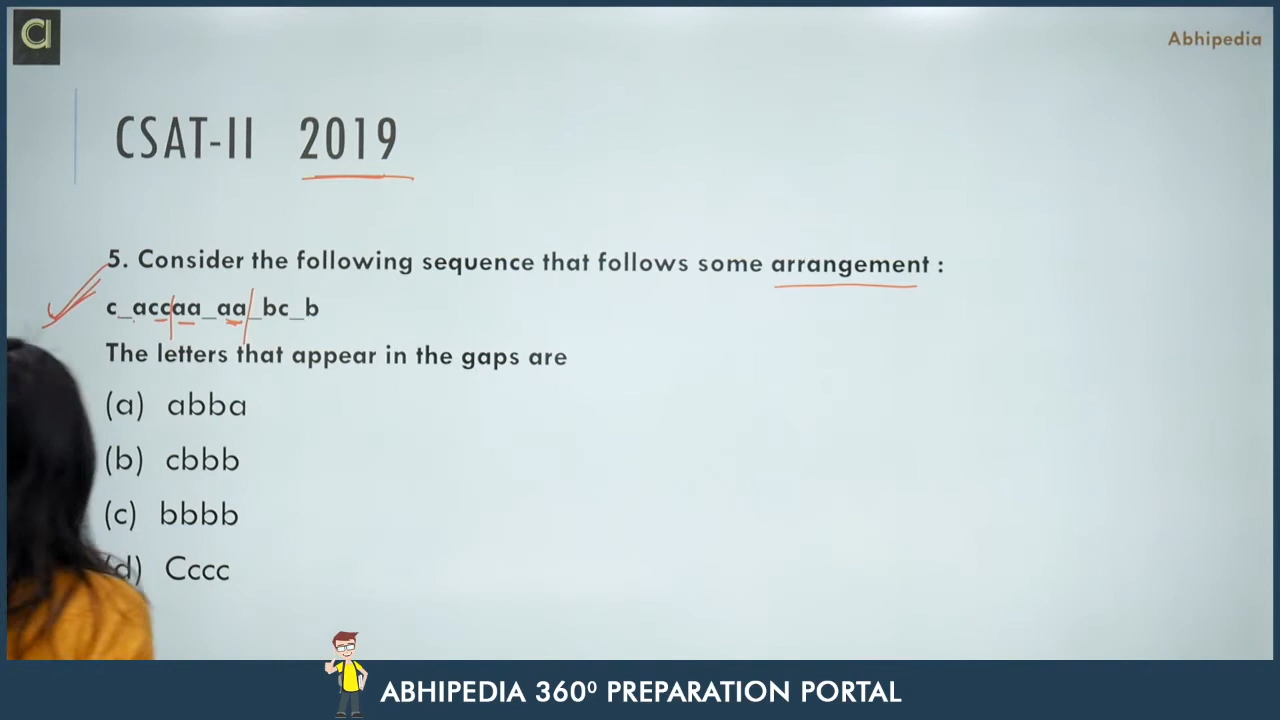 a
Abhipedia
CSAT-II 2019
5. Consider the following sequence that follows some arrangement :
c_accaa_aa_bc_b
The letters that appear in the gaps are
(a) abba
(b) cbbb
(c) bbbb
(d) Cccc
ABHIPEDIA 360⁰ PREPARATION PORTAL